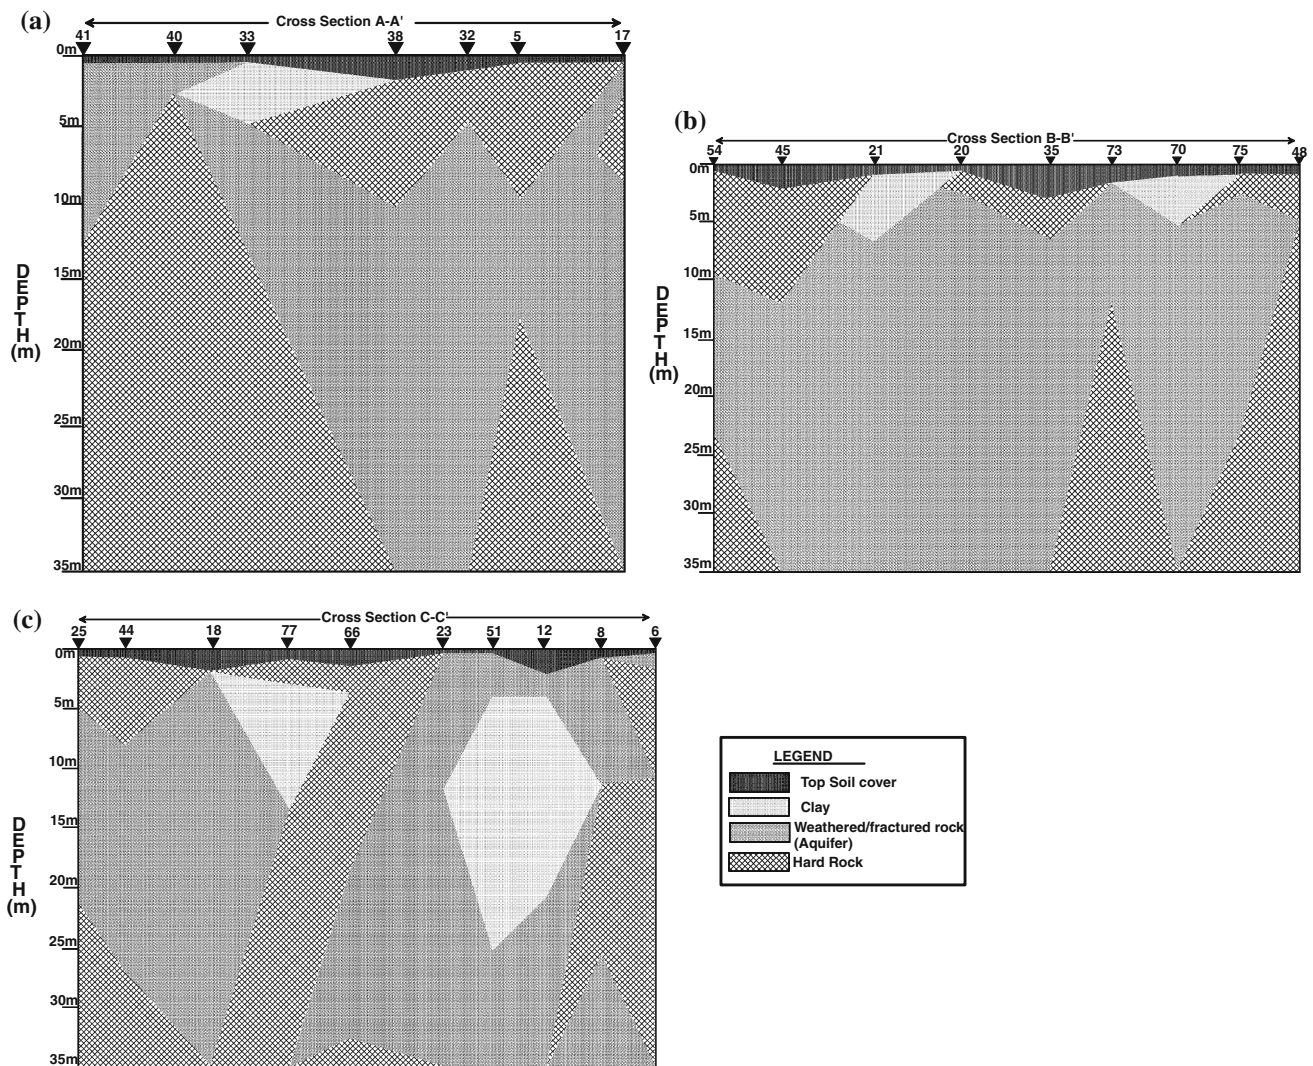 (a)
Cross Section A-A'
41 40 33 38 32 5 17
0m
5m
10m
15m
20m
25m
30m
35m
DEPTH
(m)
(b)
Cross Section B-B'
54 45 21 20 35 73 70 75 48
0m
5m
10m
15m
20m
25m
30m
35m
DEPTH
(m)
(c)
Cross Section C-C'
25 44 18 77 66 23 51 12 8 6
0m
5m
10m
15m
20m
25m
30m
35m
DEPTH
(m)
LEGEND
Top Soil cover
Clay
Weathered/fractured rock
(Aquifer)
Hard Rock